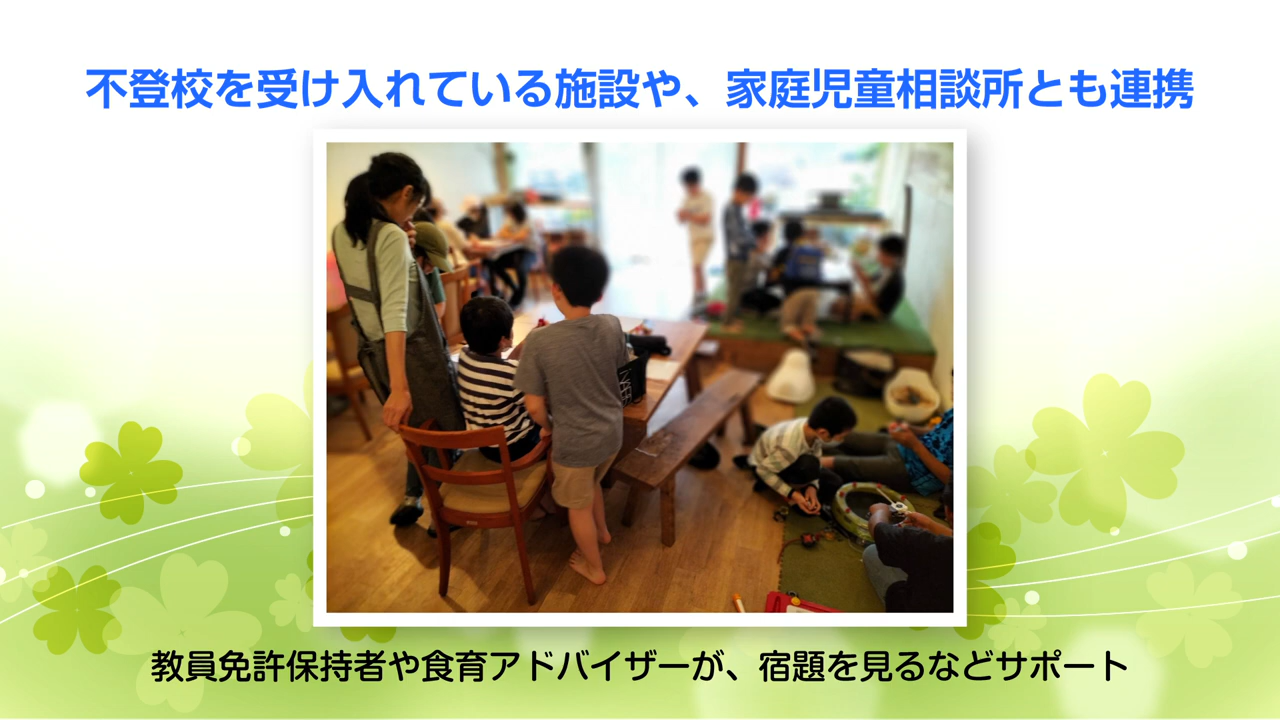 不登校を受け入れている施設や、家庭児童相談所とも連携
教員免許保持者や食育アドバイザーが、宿題を見るなどサポート